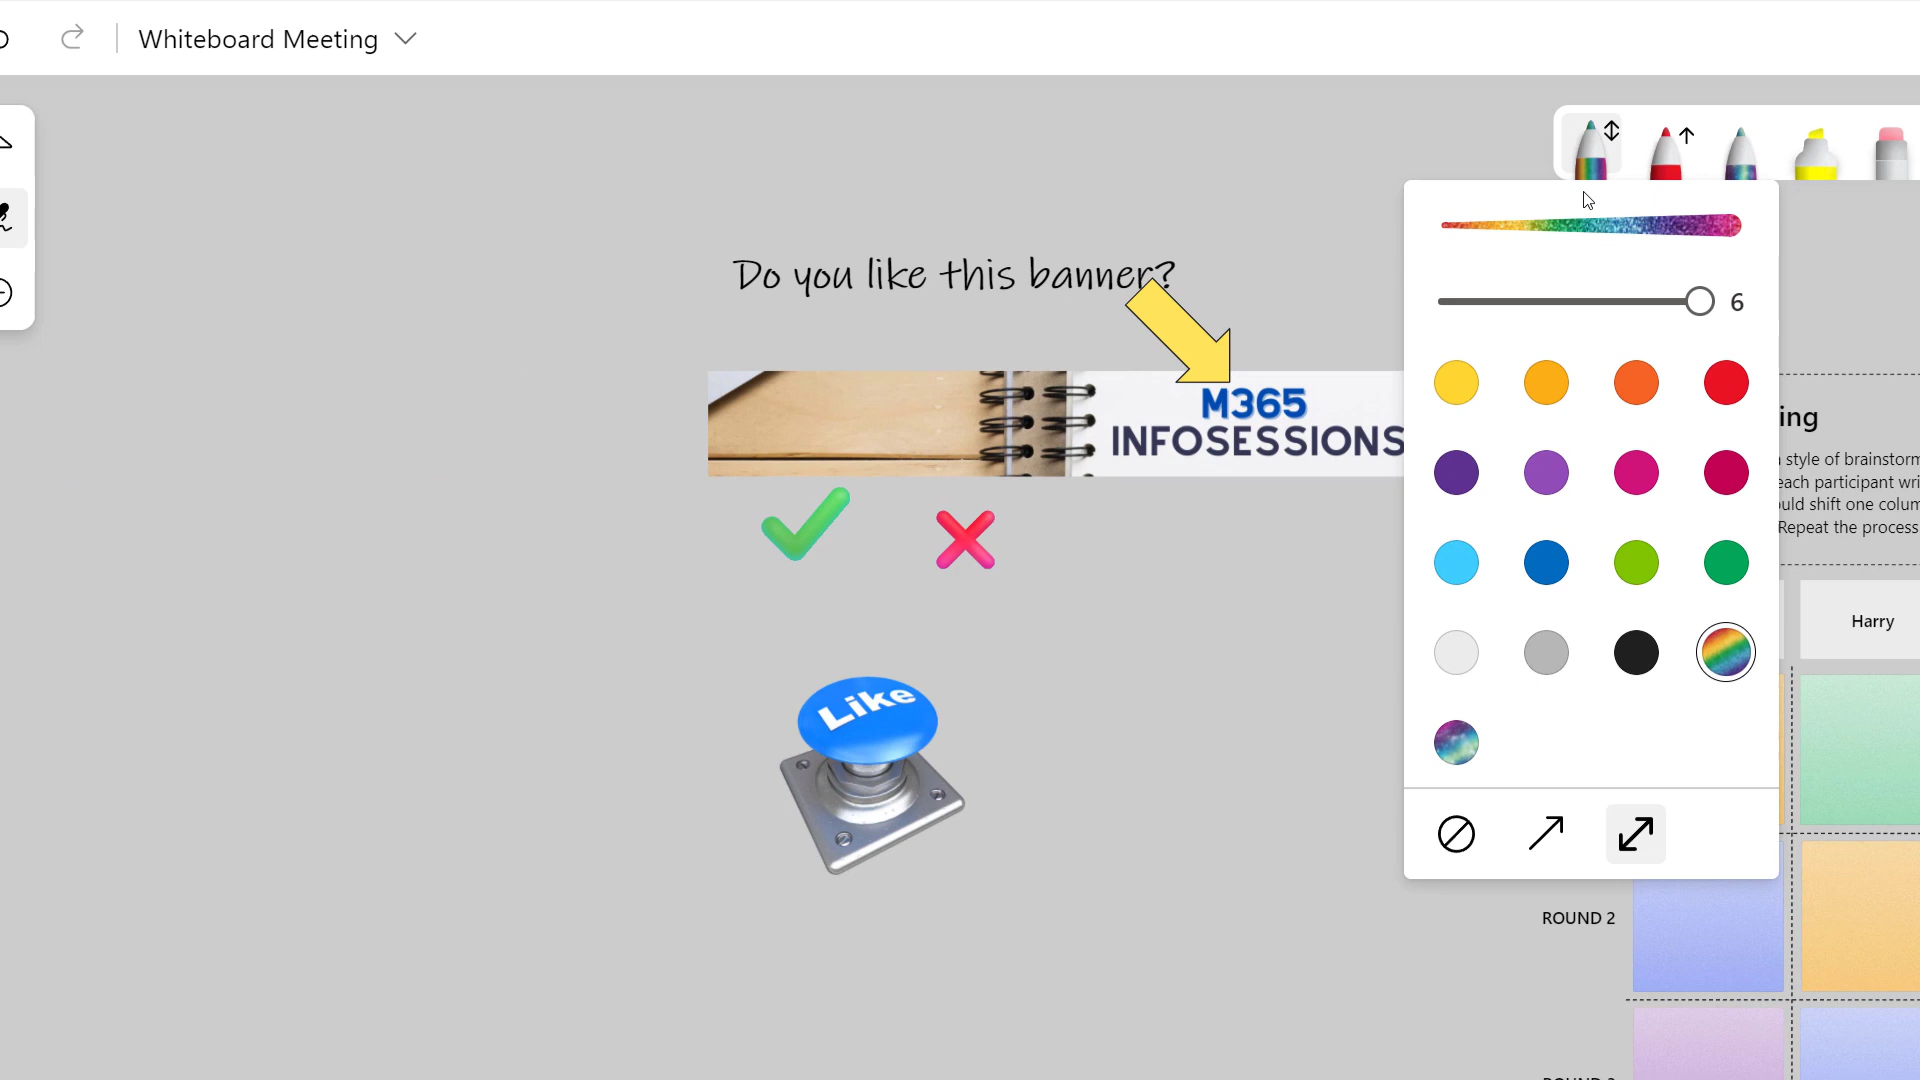 Whiteboard Meeting
Do you like this banner?
M365
INFOSESSIONS
Like
6
ing
style of brainstorm
each participant wri
uld shift one colum
Repeat the process
Harry
ROUND 2